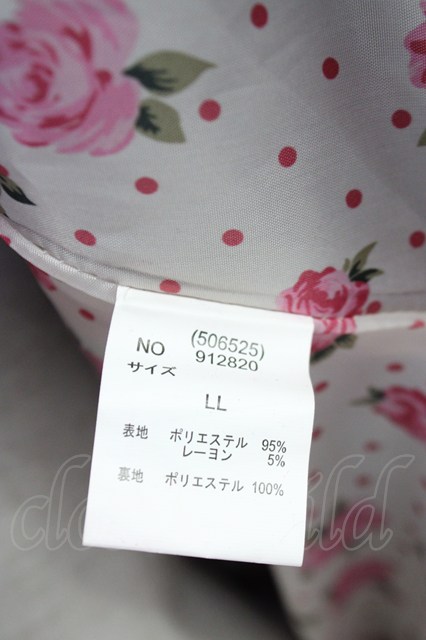 NO (506525)
912820
サイズ
LL
表地 ポリエステル 95%
レーヨン 5%
裏地 ポリエステル 100%